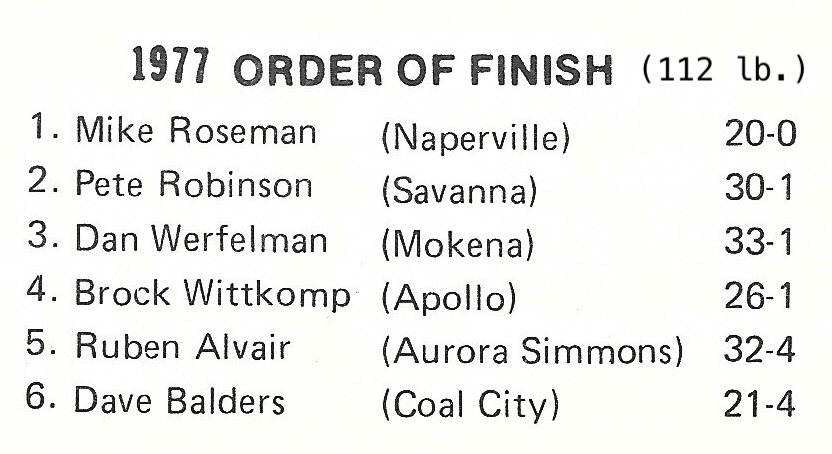 1977 ORDER OF FINISH (112 lb.)
1. Mike Roseman (Naperville) 20-0
2. Pete Robinson (Savanna) 30-1
3. Dan Werfelman (Mokena) 33-1
4. Brock Wittkomp (Apollo) 26-1
5. Ruben Alvair (Aurora Simmons) 32-4
6. Dave Balders (Coal City) 21-4